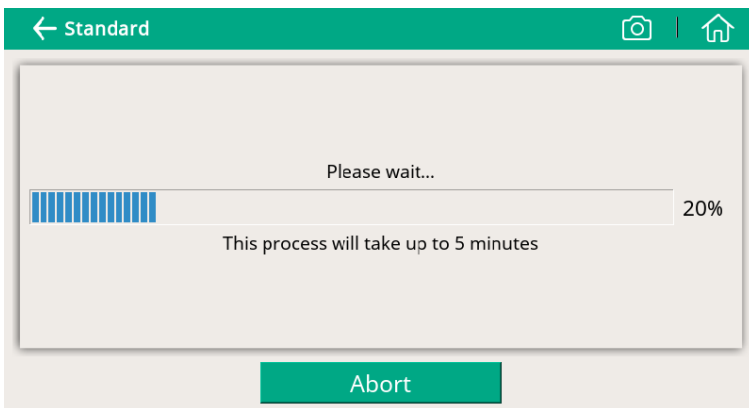 Standard
Please wait...
20%
This process will take up to 5 minutes
Abort